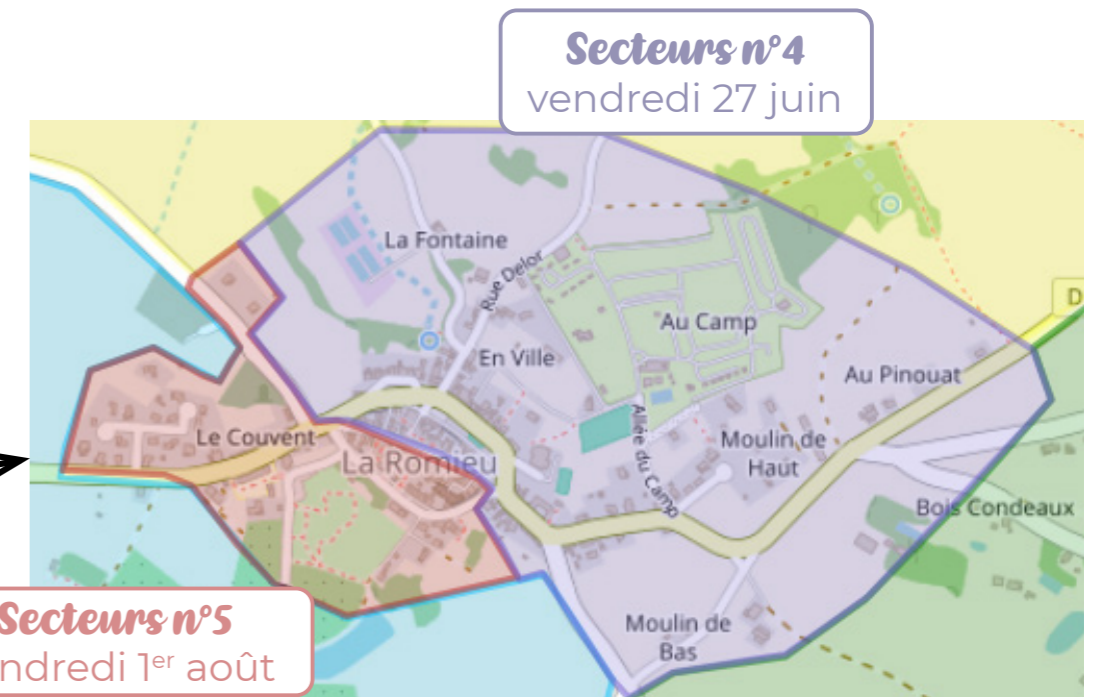 Secteurs n°4
vendredi 27 juin
La Fontaine
Rue Delor
Au Camp
En Ville
D
Au Pinouat
Le Couvent
Allée du Camp
La Romieu
Moulin de
Haut
Bois Condeaux
Secteurs n°5
ndredi 1er août
Moulin de
Bas